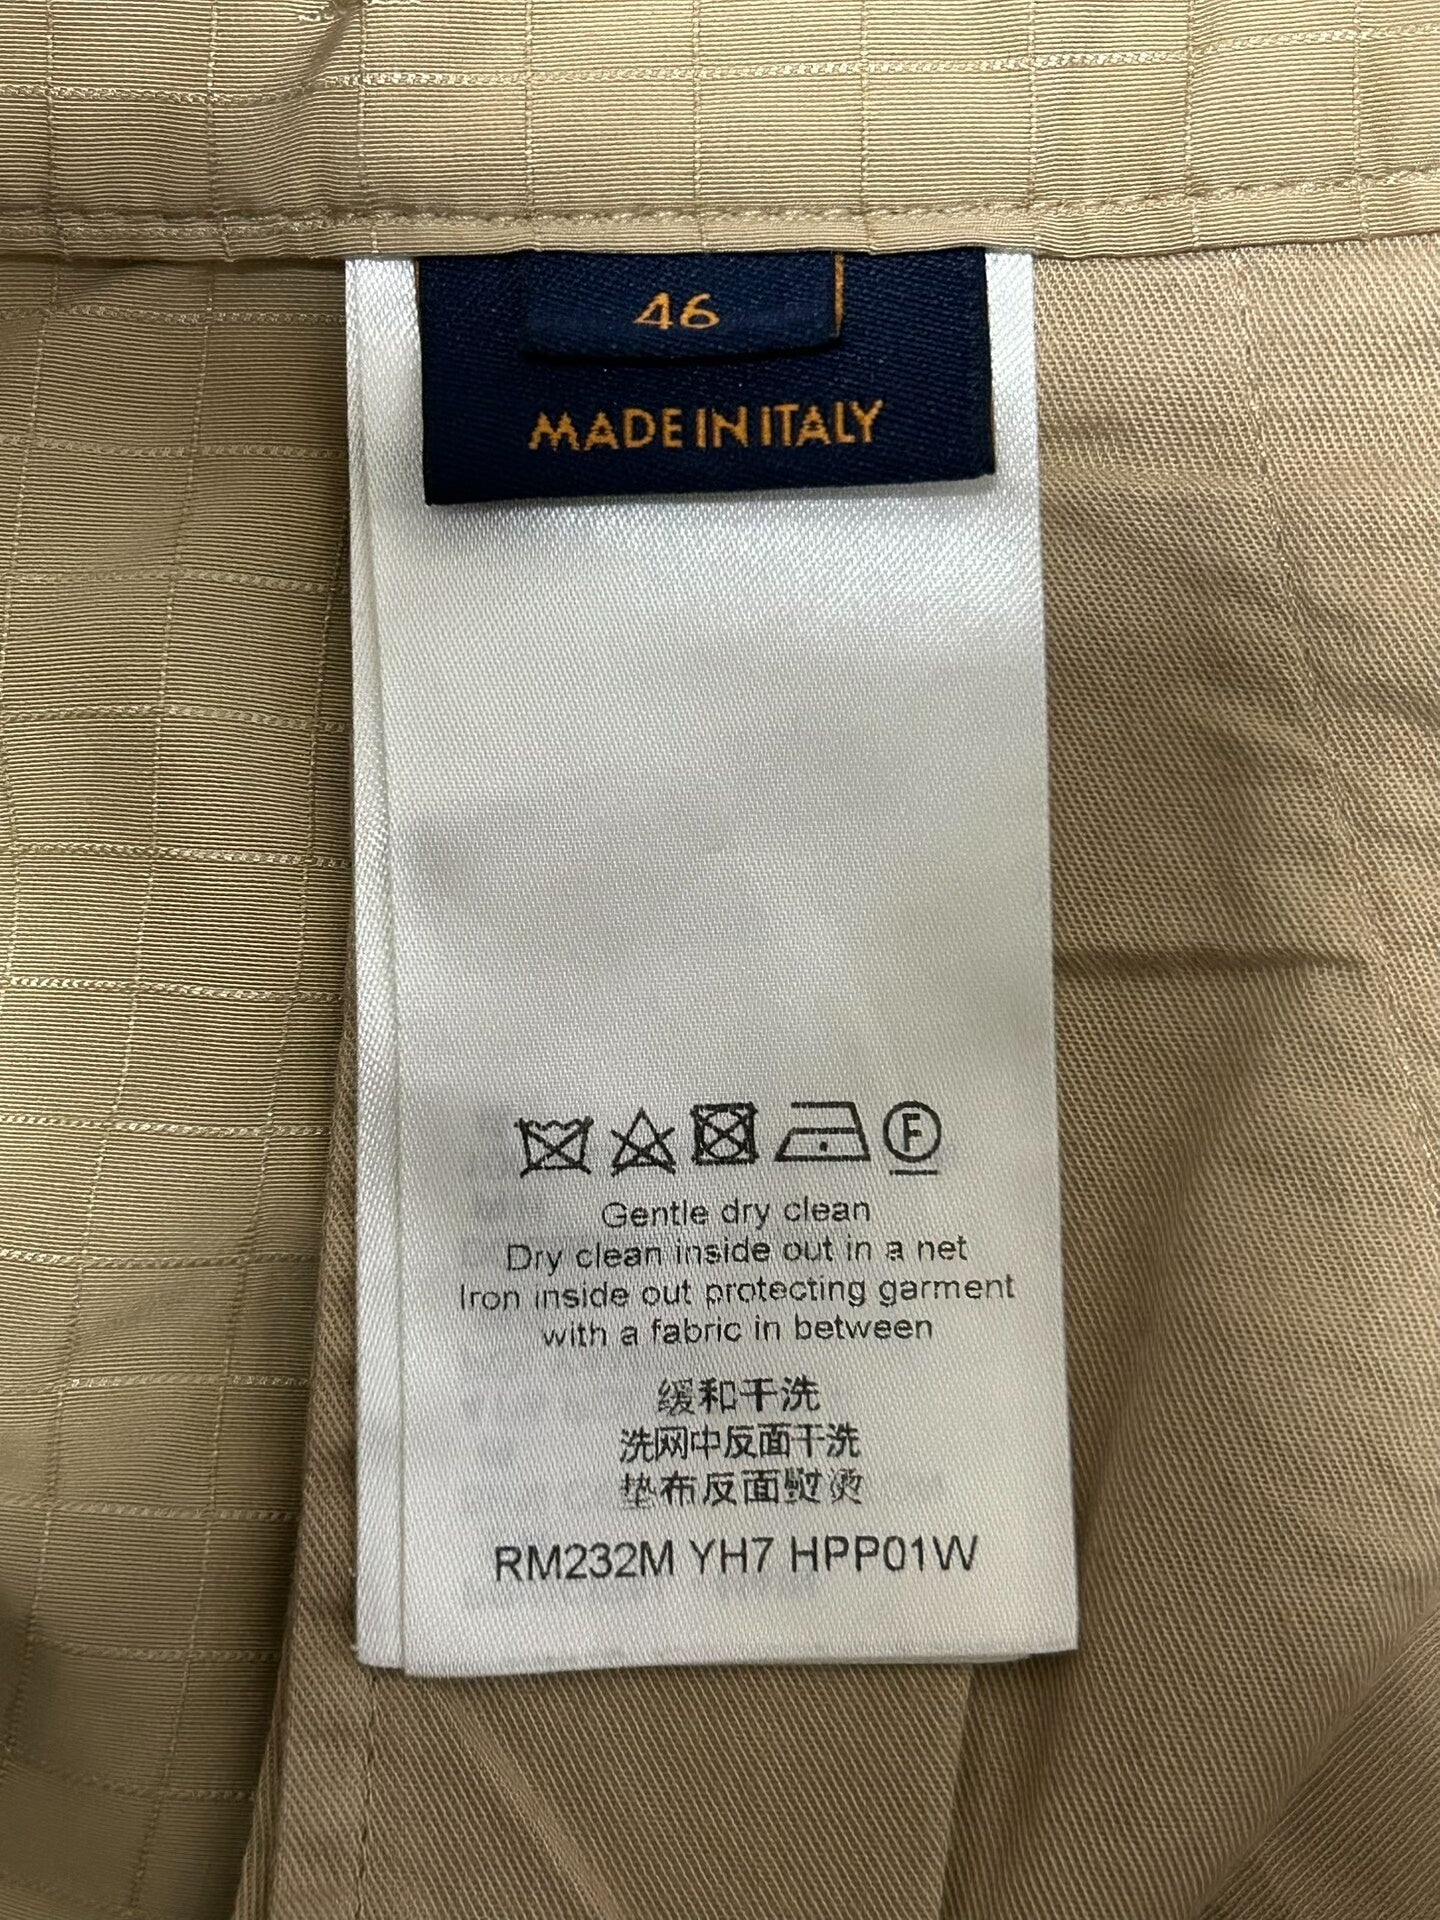 46
MADE IN ITALY
F
Gentle dry clean
Dry clean inside out in a net
Iron inside out protecting garment
with a fabric in between
缓和干洗
洗网中反面干洗
垫布反面熨烫
RM232M YH7 HPP01W